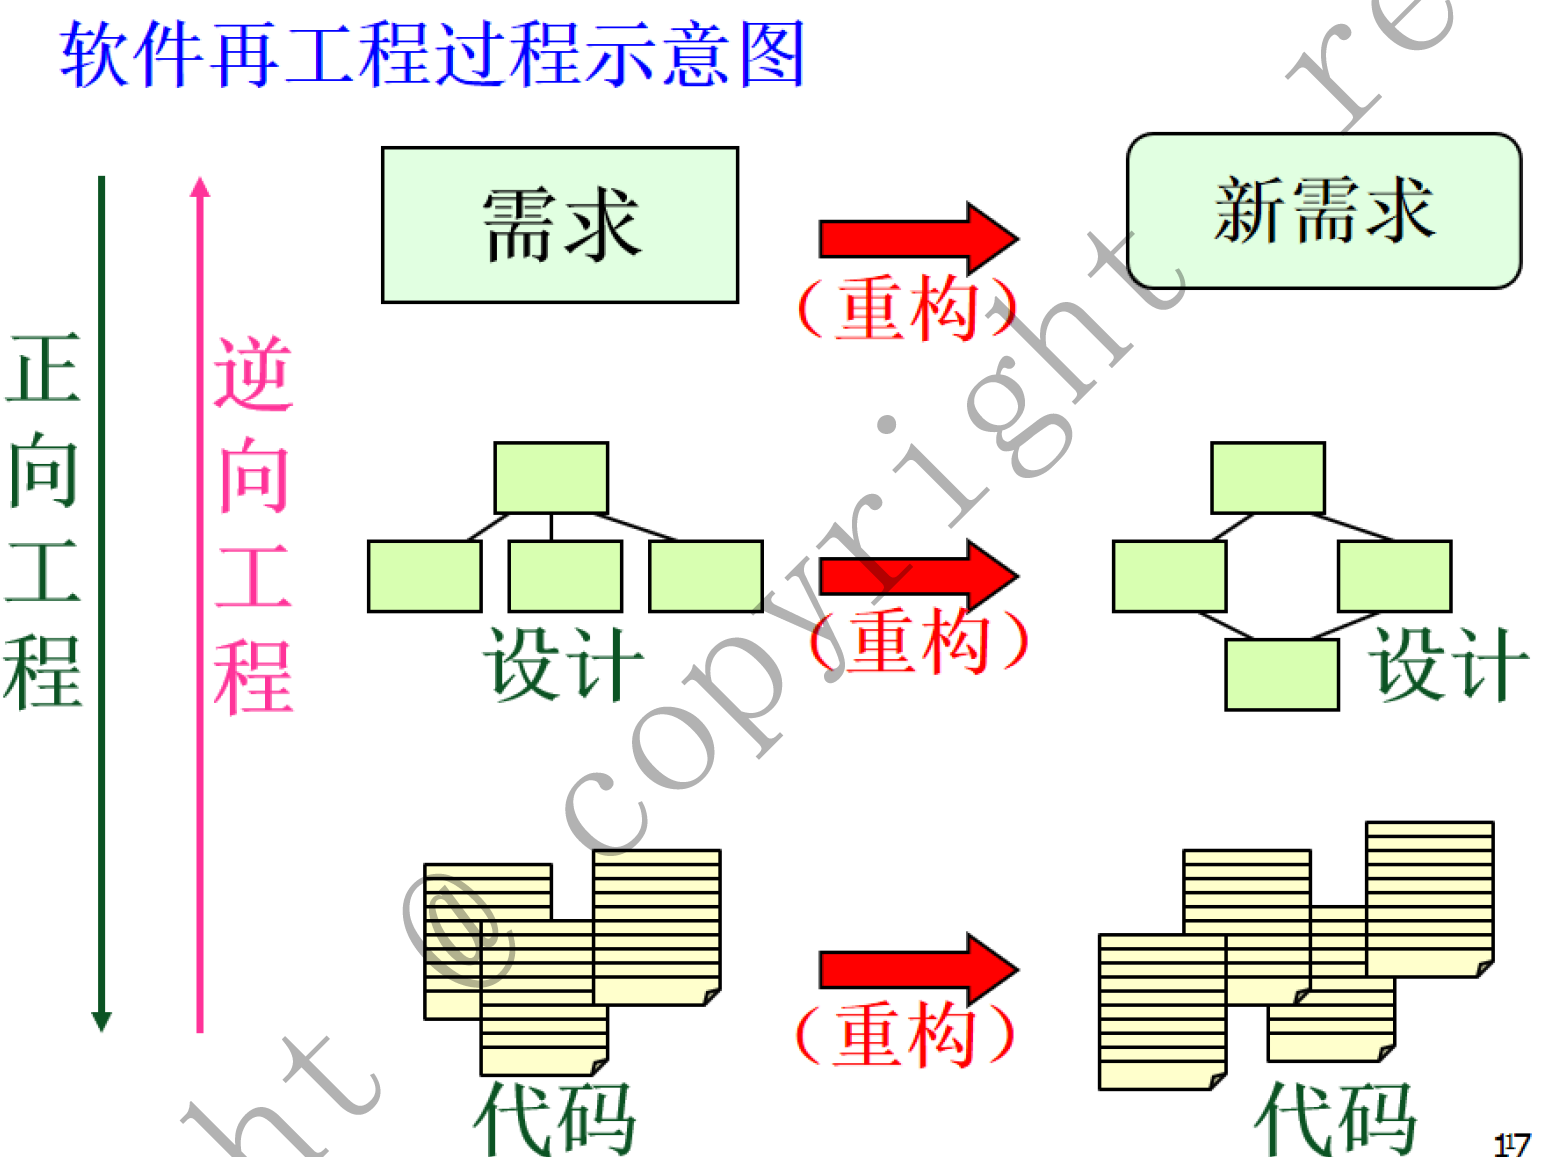 软件再工程过程示意图
需求
新需求
（重构）
正向工程
逆向工程
设计
（重构）
设计
代码
（重构）
代码
@ copyright re
ht